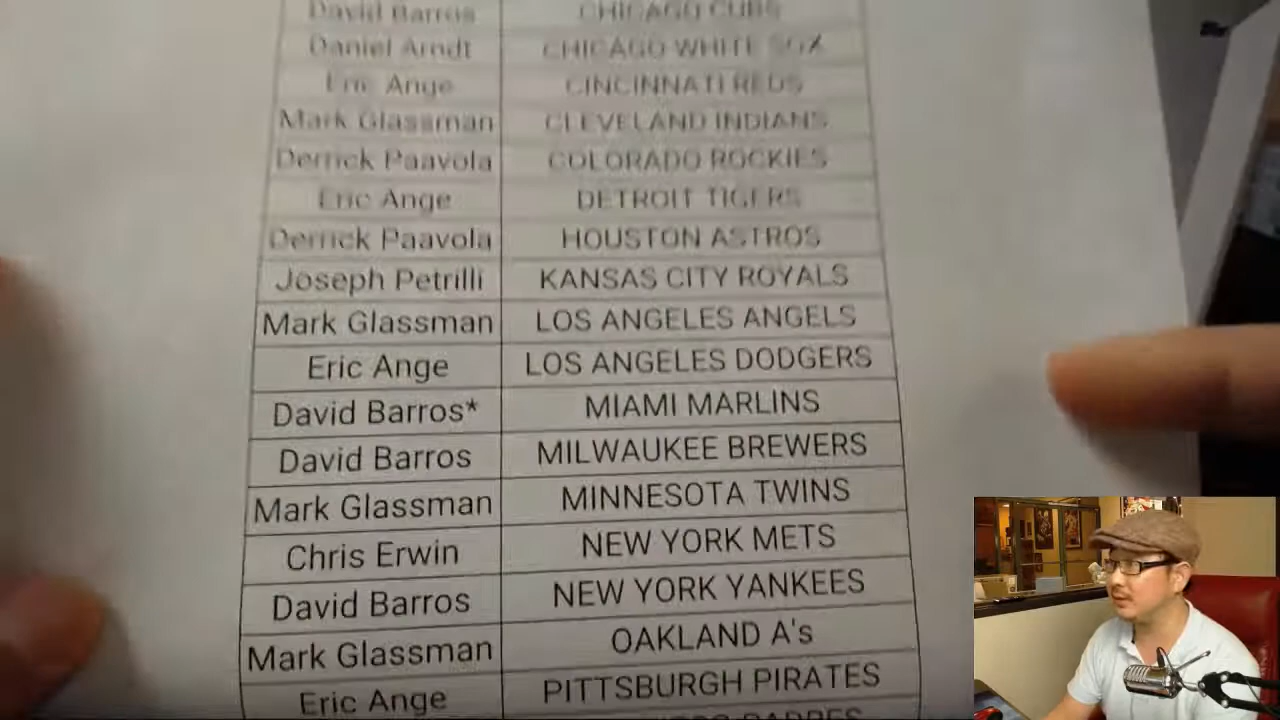 David Barros CHICAGO CUBS
Daniel Arndt CHICAGO WHITE SOX
Eric Ange CINCINNATI REDS
Mark Glassman CLEVELAND INDIANS
Derrick Paavola COLORADO ROCKIES
Eric Ange DETROIT TIGERS
Derrick Paavola HOUSTON ASTROS
Joseph Petrilli KANSAS CITY ROYALS
Mark Glassman LOS ANGELES ANGELS
Eric Ange LOS ANGELES DODGERS
David Barros* MIAMI MARLINS
David Barros MILWAUKEE BREWERS
Mark Glassman MINNESOTA TWINS
Chris Erwin NEW YORK METS
David Barros NEW YORK YANKEES
Mark Glassman OAKLAND A's
Eric Ange PITTSBURGH PIRATES
PADRES